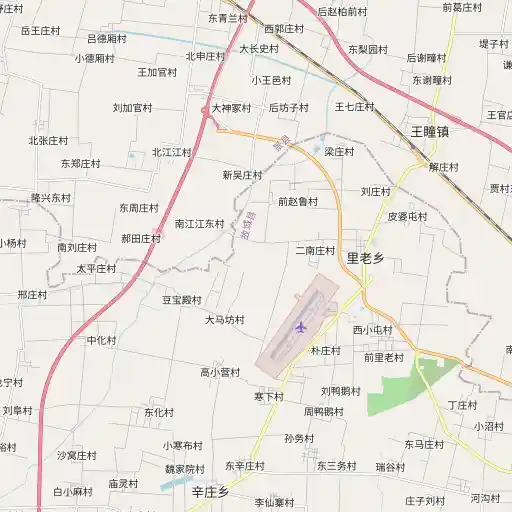 东青兰村
西郭庄村
后赵柏前村
前葛庄村
岳王庄村
吕德厢村
大长史村
东梨园村
堤子村
小德厢村
北申庄村
后谢疃村
王加官村
小王邑村
东谢疃村
刘加官村
大神冢村
后坊子村
王七庄村
王瞳镇
北张庄村
景县
解庄村
东郑庄村
北江江村
梁庄村
新吴庄村
刘庄村
隆兴东村
前赵鲁村
东周庄村
南江江东村
故城县
皮婆屯村
小杨村
郝田庄村
南刘庄村
二南庄村
里老乡
太平庄村
邢庄村
豆宝殿村
大马坊村
西小屯村
中化村
朴庄村
前里老村
高小营村
刘鸭鹅村
寒下村
刘阜村
东化村
周鸭鹅村
丁庄村
小沼村
孙务村
小寒布村
东马庄村
沙窝庄村
魏家院村
东辛庄村
东三务村
瑞谷村
庙灵村
白小麻村
辛庄乡
李仙寨村
庄子刘村
河沟村